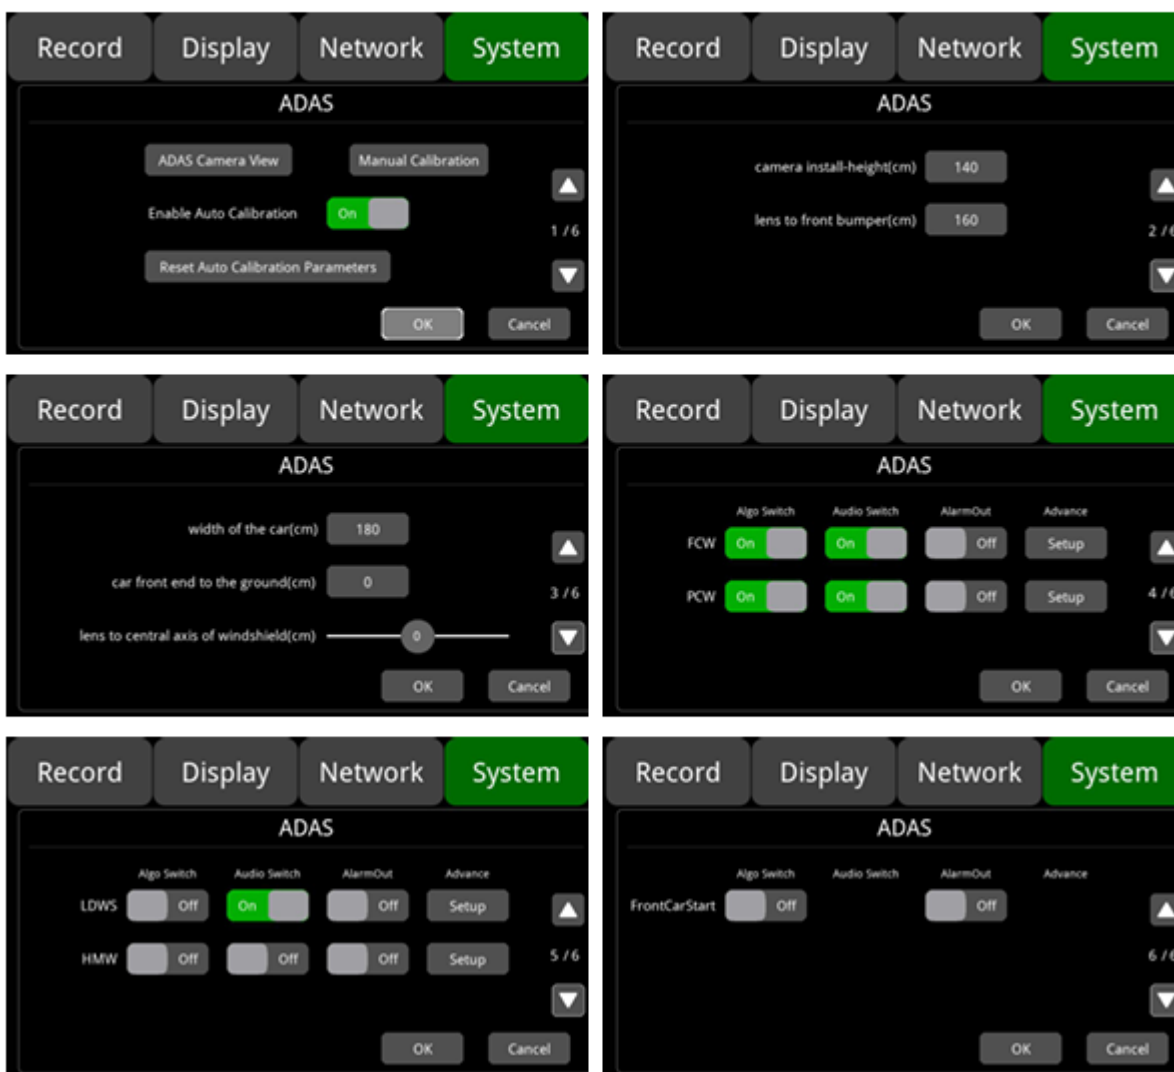 Record Display Network System
ADAS
ADAS Camera View Manual Calibration
Enable Auto Calibration On
1 / 6
Reset Auto Calibration Parameters
OK Cancel
Record Display Network System
ADAS
camera install-height(cm) 140
lens to front bumper(cm) 160
2 / 6
OK Cancel
Record Display Network System
ADAS
width of the car(cm) 180
car front end to the ground(cm) 0
3 / 6
lens to central axis of windshield(cm) 0
OK Cancel
Record Display Network System
ADAS
Algo Switch Audio Switch AlarmOut Advance
FCW On On Off Setup
PCW On On Off Setup
4 / 6
OK Cancel
Record Display Network System
ADAS
Algo Switch Audio Switch AlarmOut Advance
LDWS Off On Off Setup
HMW Off Off Off Setup
5 / 6
OK Cancel
Record Display Network System
ADAS
Algo Switch Audio Switch AlarmOut Advance
FrontCarStart Off Off
6 / 6
OK Cancel